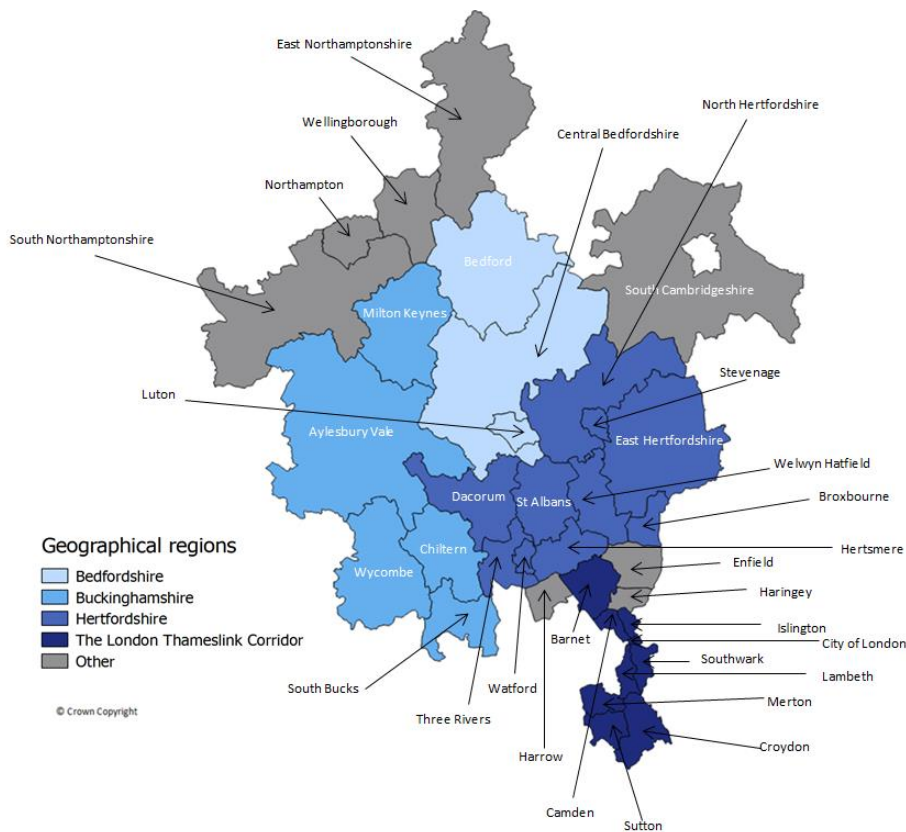 East Northamptonshire
North Hertfordshire
Wellingborough
Central Bedfordshire
Northampton
South Northamptonshire
Bedford
South Cambridgeshire
Milton Keynes
Stevenage
Luton
Aylesbury Vale
East Hertfordshire
Welwyn Hatfield
Dacorum
St Albans
Broxbourne
Geographical regions
Chiltern
Hertsmere
Enfield
Wycombe
Bedfordshire
Buckinghamshire
Haringey
Hertfordshire
The London Thameslink Corridor
Islington
Barnet
City of London
Other
Southwark
South Bucks
Watford
Lambeth
© Crown Copyright
Three Rivers
Merton
Harrow
Croydon
Camden
Sutton